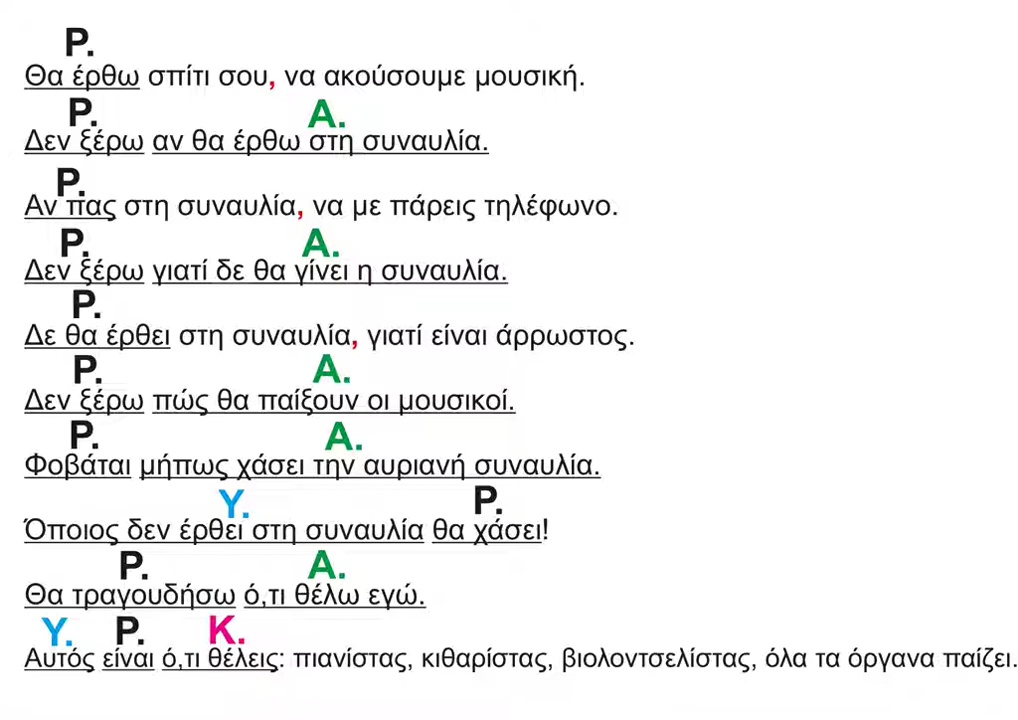 Ρ.
Θα έρθω σπίτι σου, να ακούσουμε μουσική.
Ρ. Α.
Δεν ξέρω αν θα έρθω στη συναυλία.
Ρ.
Αν πας στη συναυλία, να με πάρεις τηλέφωνο.
Ρ. Α.
Δεν ξέρω γιατί δε θα γίνει η συναυλία.
Ρ.
Δε θα έρθει στη συναυλία, γιατί είναι άρρωστος.
Ρ. Α.
Δεν ξέρω πώς θα παίξουν οι μουσικοί.
Ρ. Α.
Φοβάται μήπως χάσει την αυριανή συναυλία.
Υ. Ρ.
Όποιος δεν έρθει στη συναυλία θα χάσει!
Ρ. Α.
Θα τραγουδήσω ό,τι θέλω εγώ.
Υ. Ρ. Κ.
Αυτός είναι ό,τι θέλεις: πιανίστας, κιθαρίστας, βιολοντσελίστας, όλα τα όργανα παίζει.